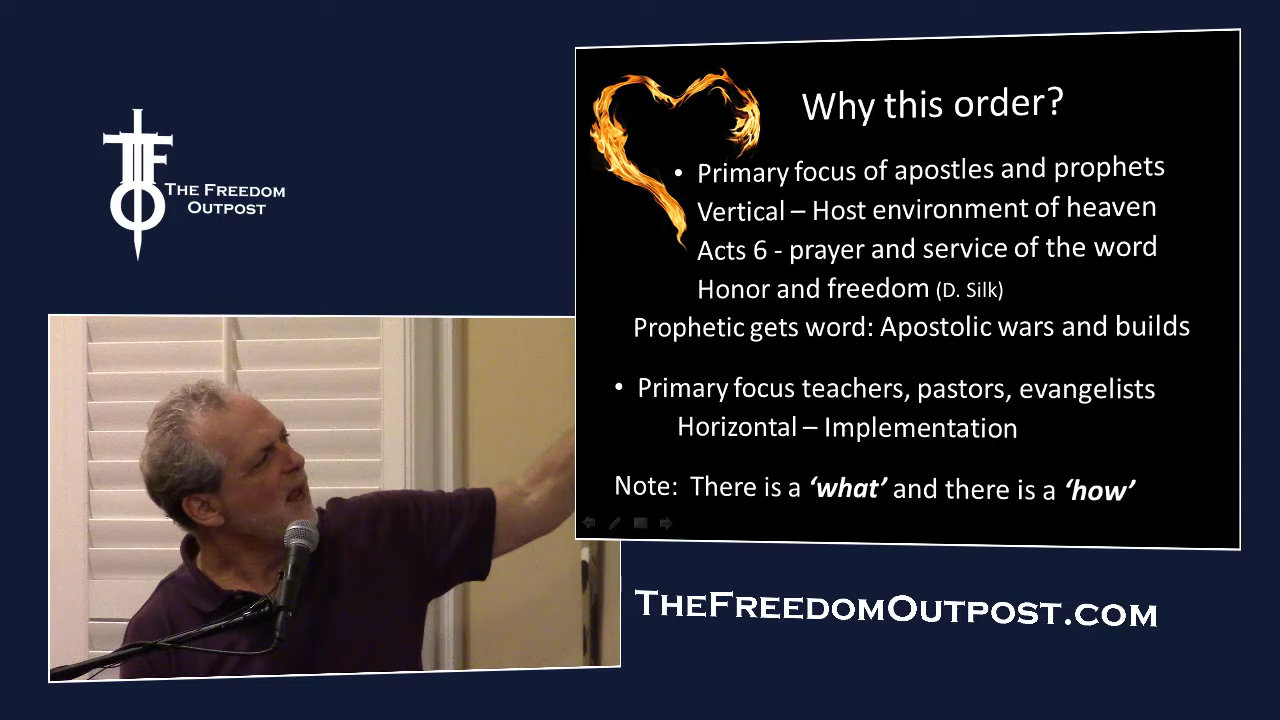 THE FREEDOM
OUTPOST
Why this order?
• Primary focus of apostles and prophets
Vertical – Host environment of heaven
Acts 6 - prayer and service of the word
Honor and freedom (D. Silk)
Prophetic gets word: Apostolic wars and builds
• Primary focus teachers, pastors, evangelists
Horizontal – Implementation
Note: There is a ‘what’ and there is a ‘how’
THEFREEDOMOUTPOST.COM